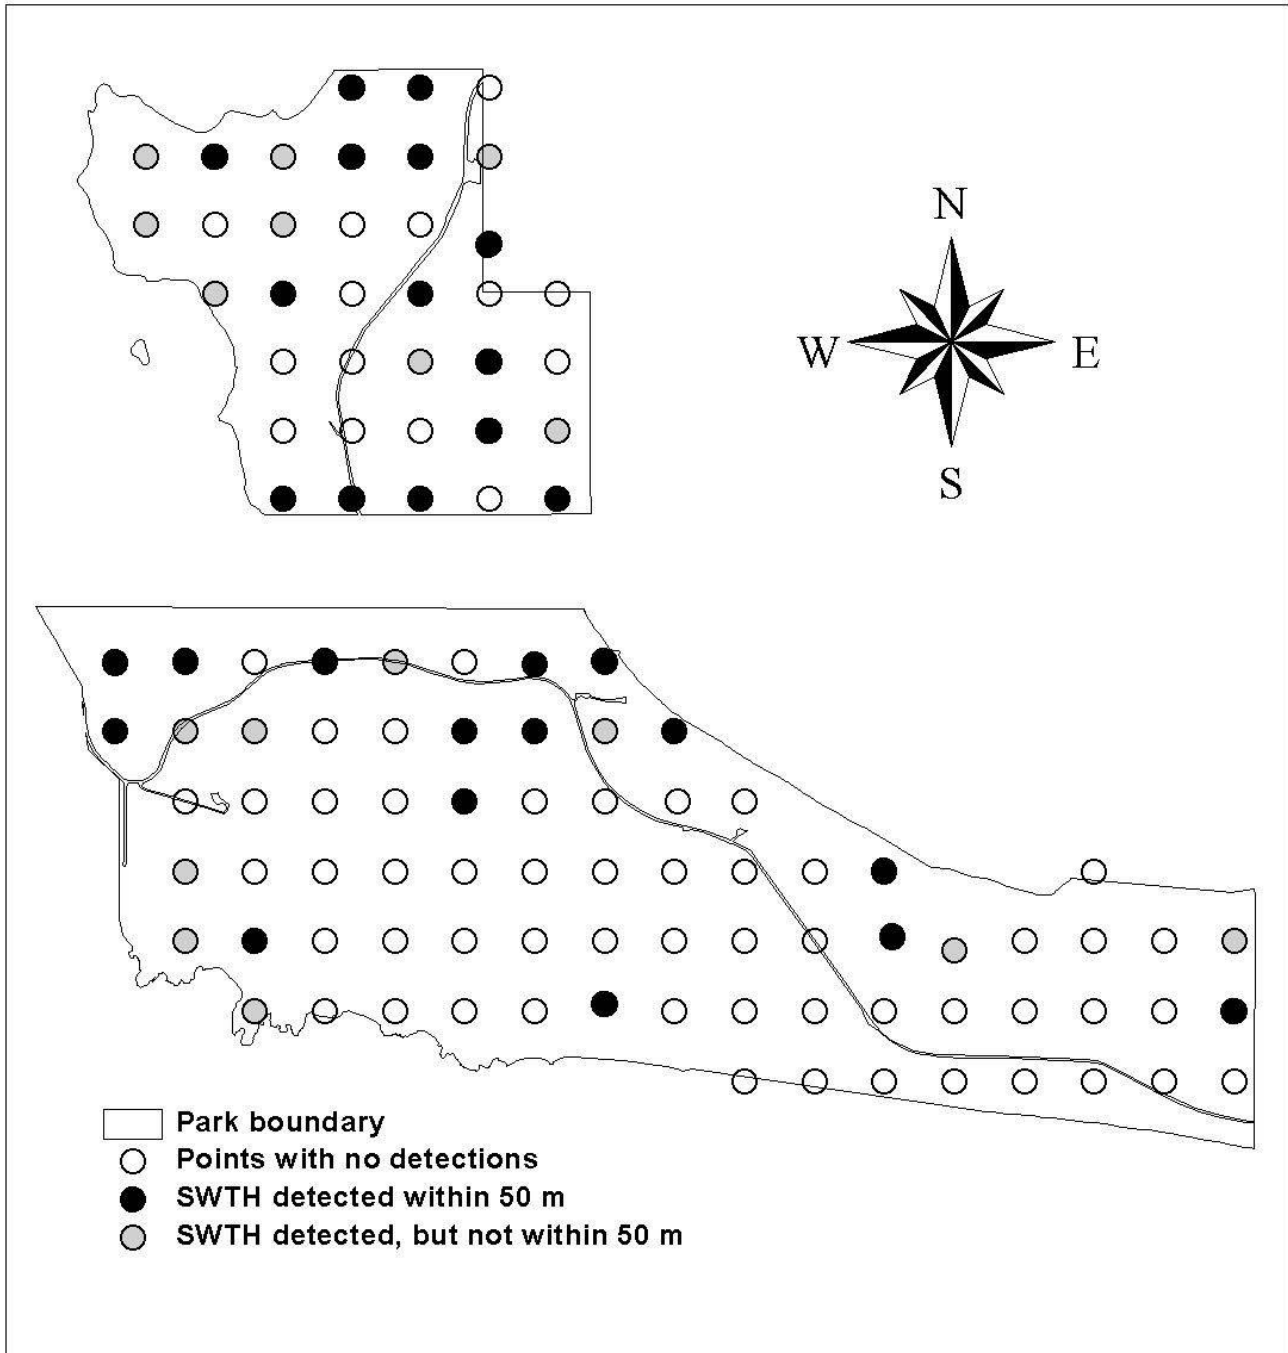 N
W
E
S
Park boundary
Points with no detections
SWTH detected within 50 m
SWTH detected, but not within 50 m